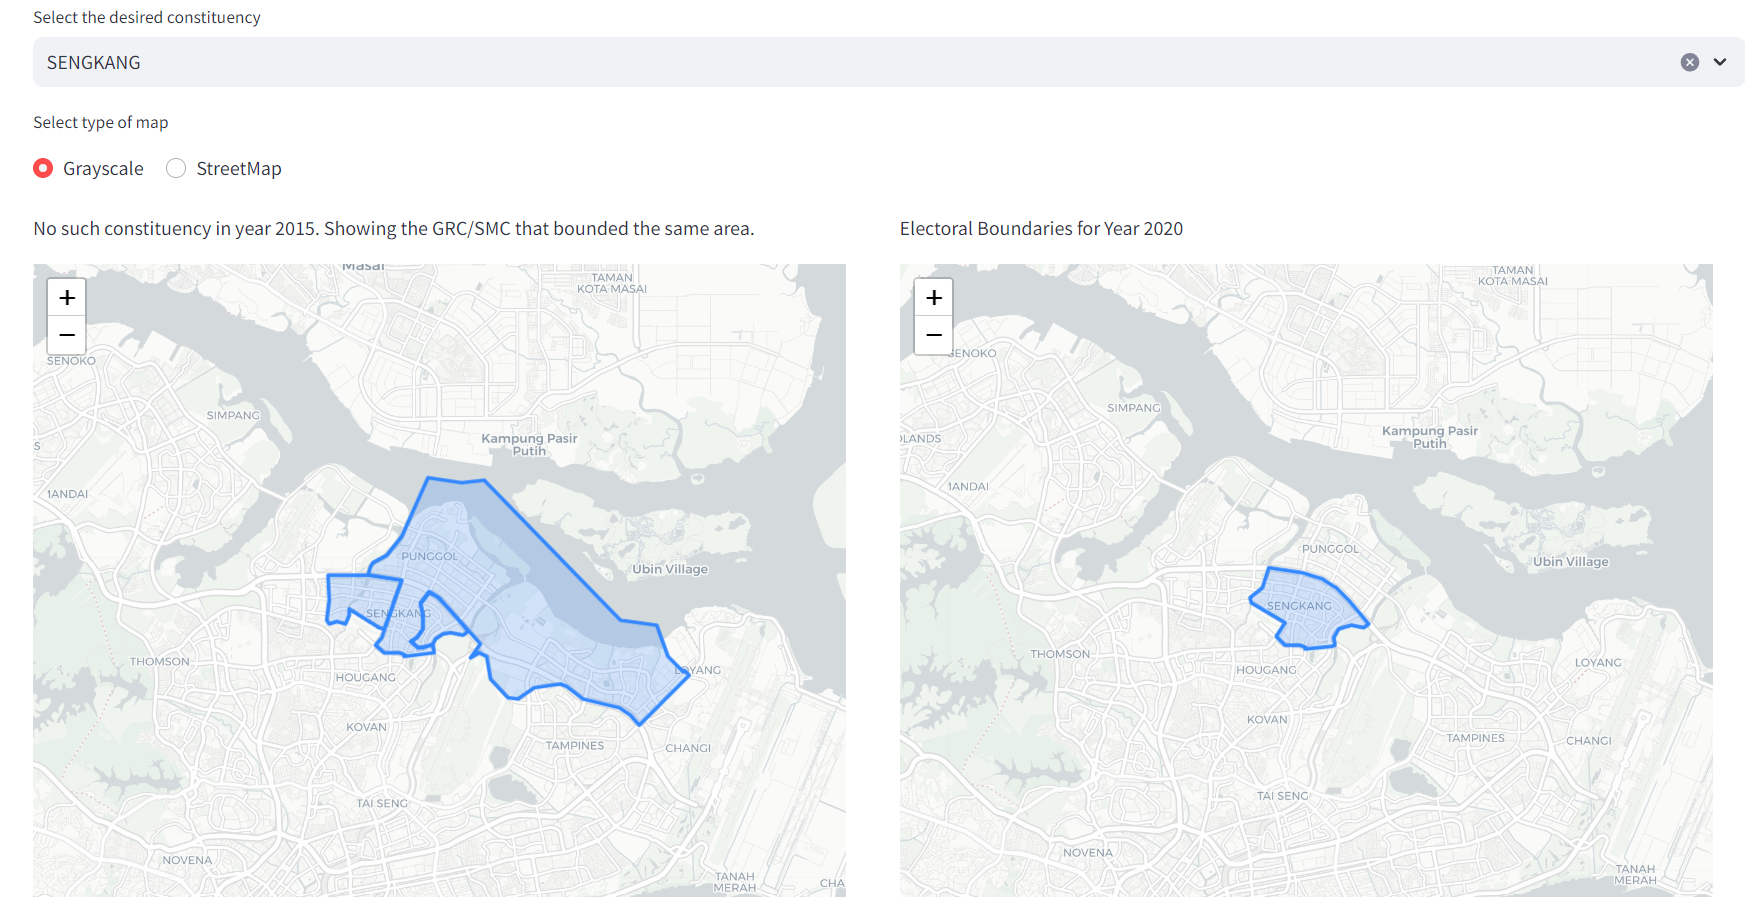 Select the desired constituency
SENGKANG
Select type of map
Grayscale
StreetMap
No such constituency in year 2015. Showing the GRC/SMC that bounded the same area.
+
−
Masai
TAMAN
KOTA MASAI
SENOKO
SIMPANG
S
Kampung Pasir
Putih
1ANDAI
PUNGGOL
Ubin Village
SENGKANG
THOMSON
HOUGANG
LOYANG
KOVAN
TAMPINES
CHANGI
TAI SENG
NOVENA
TANAH
MERAH
CHA
Electoral Boundaries for Year 2020
+
−
TAMAN
KOTA MASAI
SENOKO
SIMPANG
DLANDS
Kampung Pasir
Putih
1ANDAI
PUNGGOL
Ubin Village
SENGKANG
THOMSON
HOUGANG
LOYANG
KOVAN
TAMPINES
CHANGI
TAI SENG
NOVENA
TANAH
MERAH